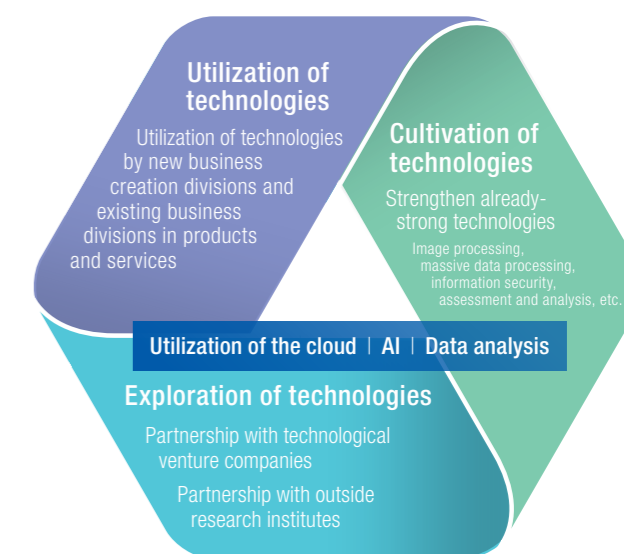 Utilization of
technologies
Utilization of technologies
by new business
creation divisions and
existing business
divisions in products
and services
Cultivation of
technologies
Strengthen already-
strong technologies
Image processing,
massive data processing,
information security,
assessment and analysis, etc.
Utilization of the cloud | AI | Data analysis
Exploration of technologies
Partnership with technological
venture companies
Partnership with outside
research institutes